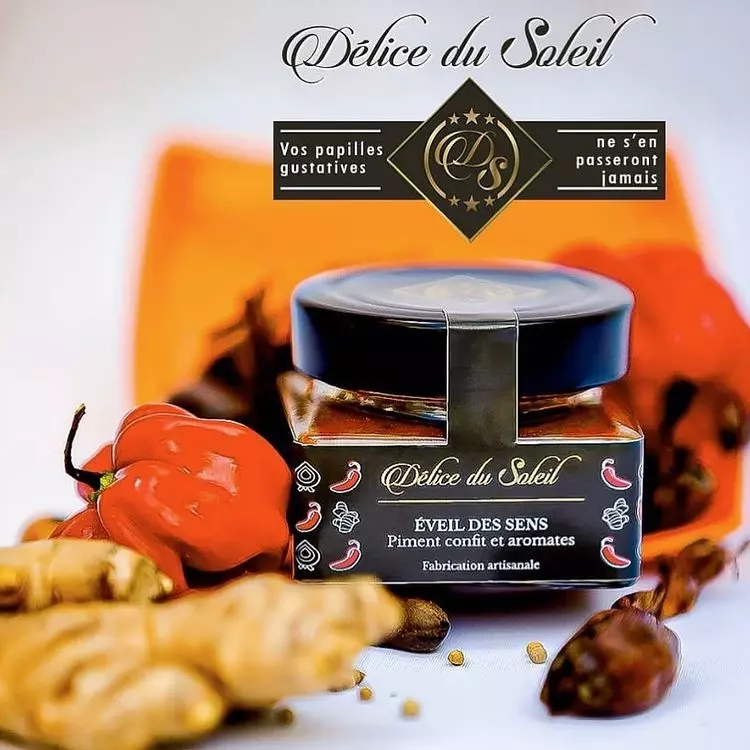 Délice du Soleil
Vos papilles
gustatives
DS
ne s'en
passeront
jamais
Délice du Soleil
ÉVEIL DES SENS
Piment confit et aromates
Fabrication artisanale